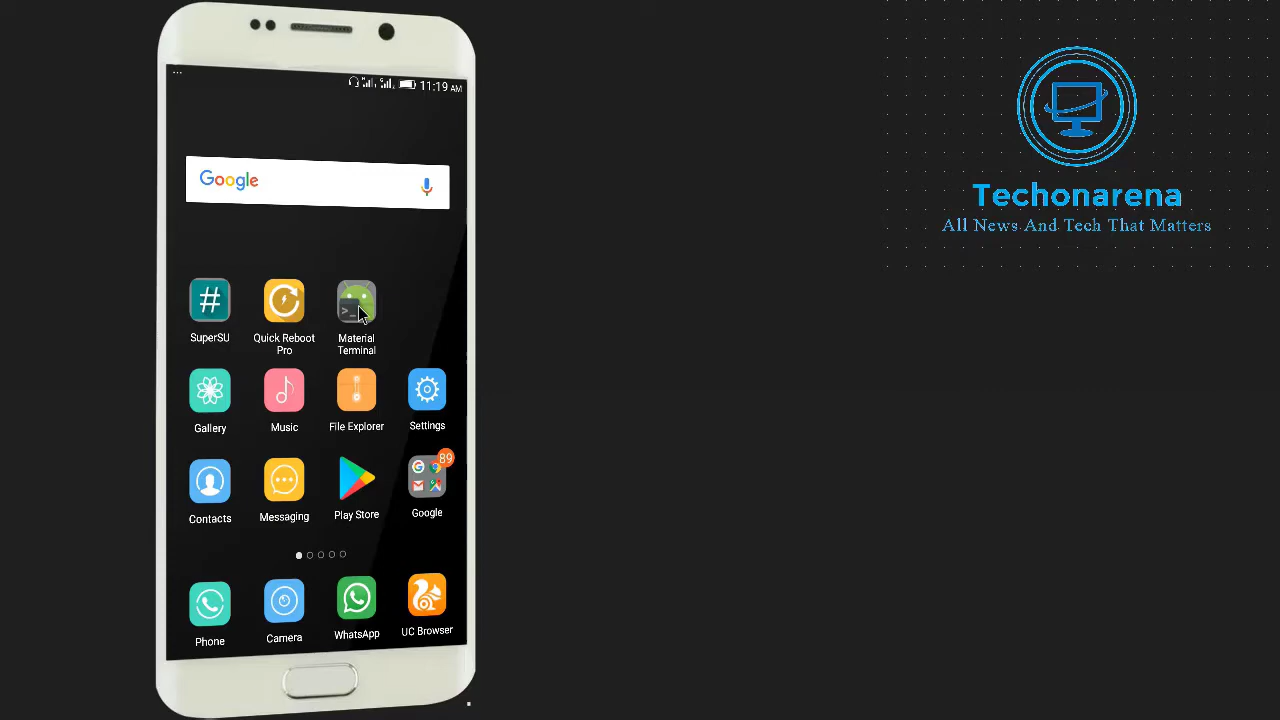 11:19 AM
Google
SuperSU
Quick Reboot
Pro
Material
Terminal
>_
Gallery
Music
File Explorer
Settings
89
Contacts
Messaging
Play Store
Google
Phone
Camera
WhatsApp
UC Browser
Techonarena
All News And Tech That Matters